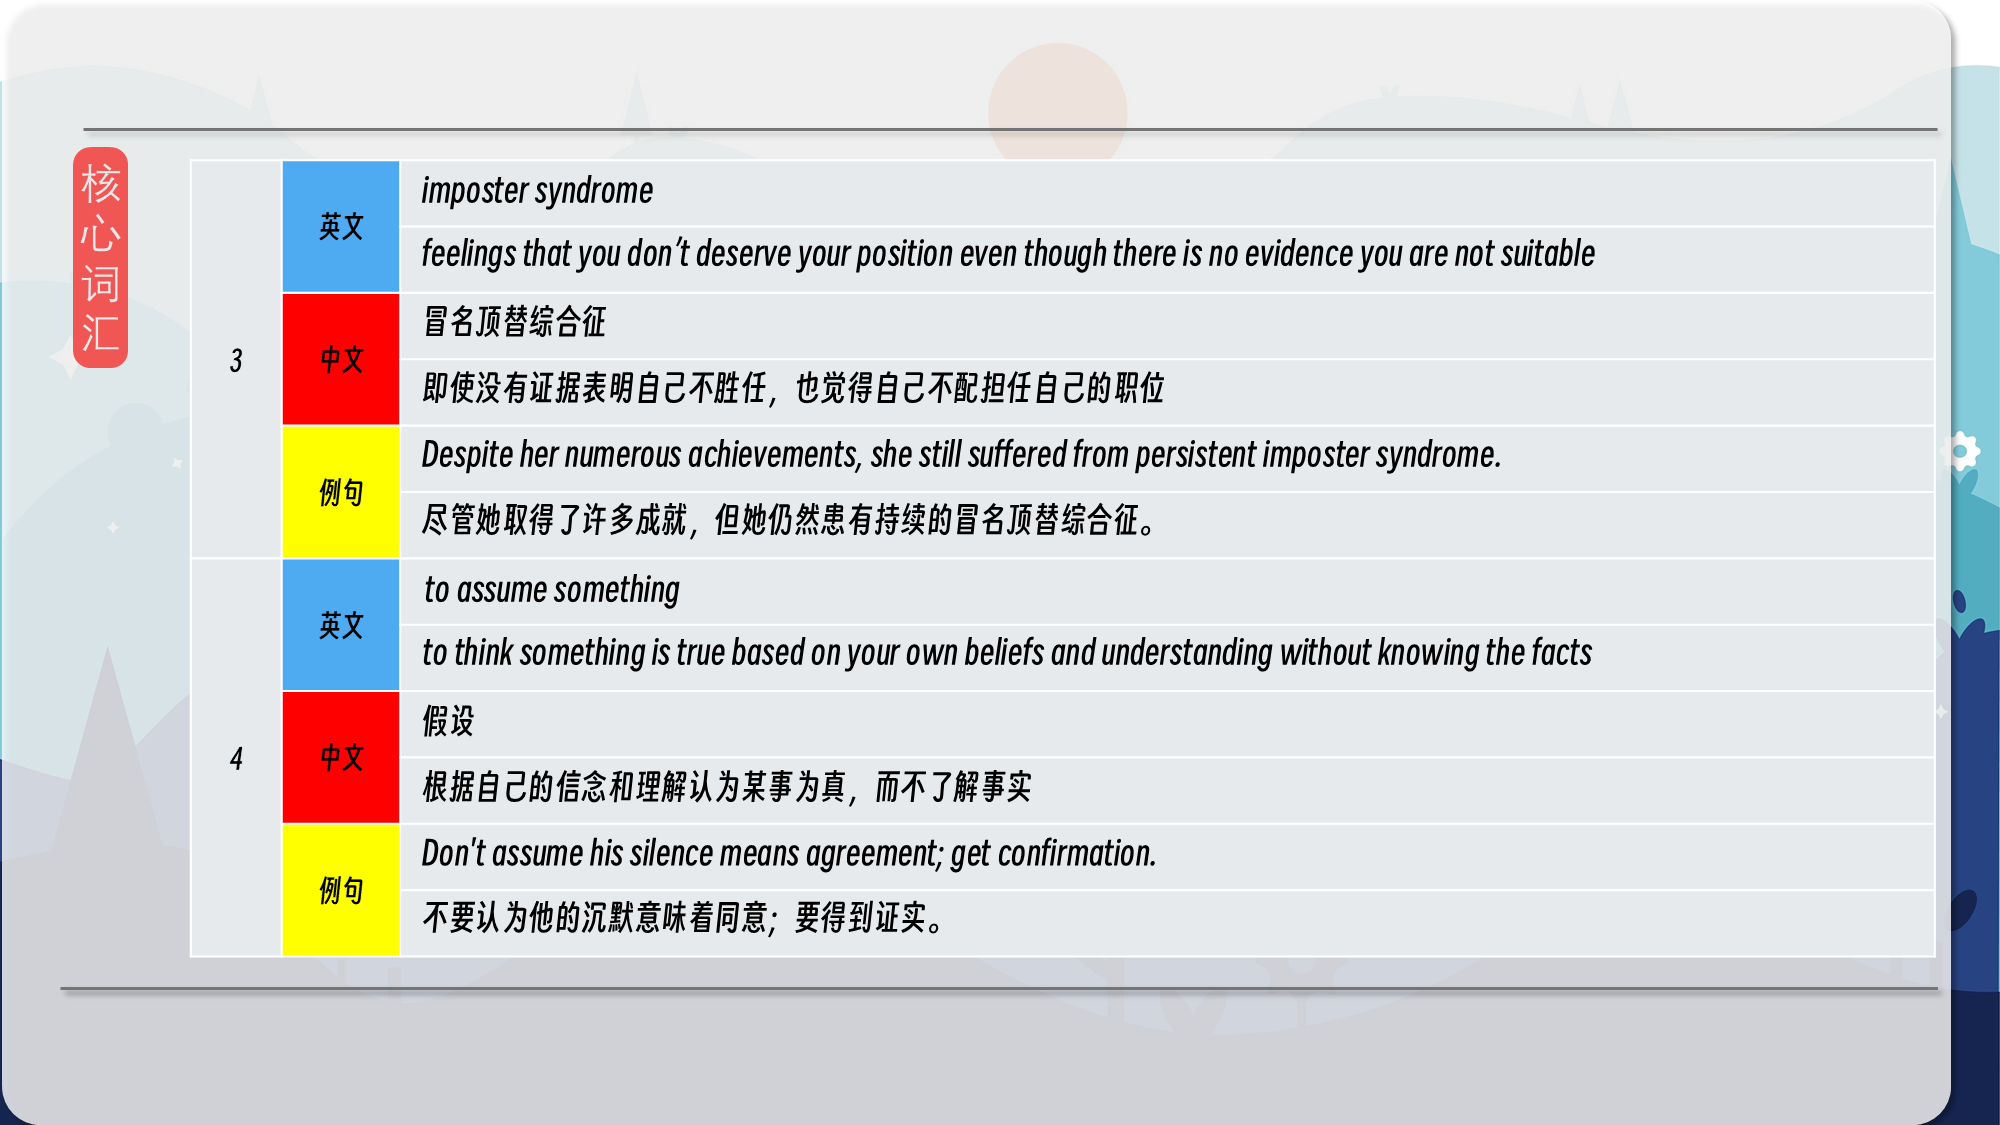 核心词汇
3
英文
imposter syndrome
feelings that you don’t deserve your position even though there is no evidence you are not suitable
中文
冒名顶替综合征
即使没有证据表明自己不胜任，也觉得自己不配担任自己的职位
例句
Despite her numerous achievements, she still suffered from persistent imposter syndrome.
尽管她取得了许多成就，但她仍然患有持续的冒名顶替综合征。
4
英文
to assume something
to think something is true based on your own beliefs and understanding without knowing the facts
中文
假设
根据自己的信念和理解认为某事为真，而不了解事实
例句
Don't assume his silence means agreement; get confirmation.
不要认为他的沉默意味着同意；要得到证实。